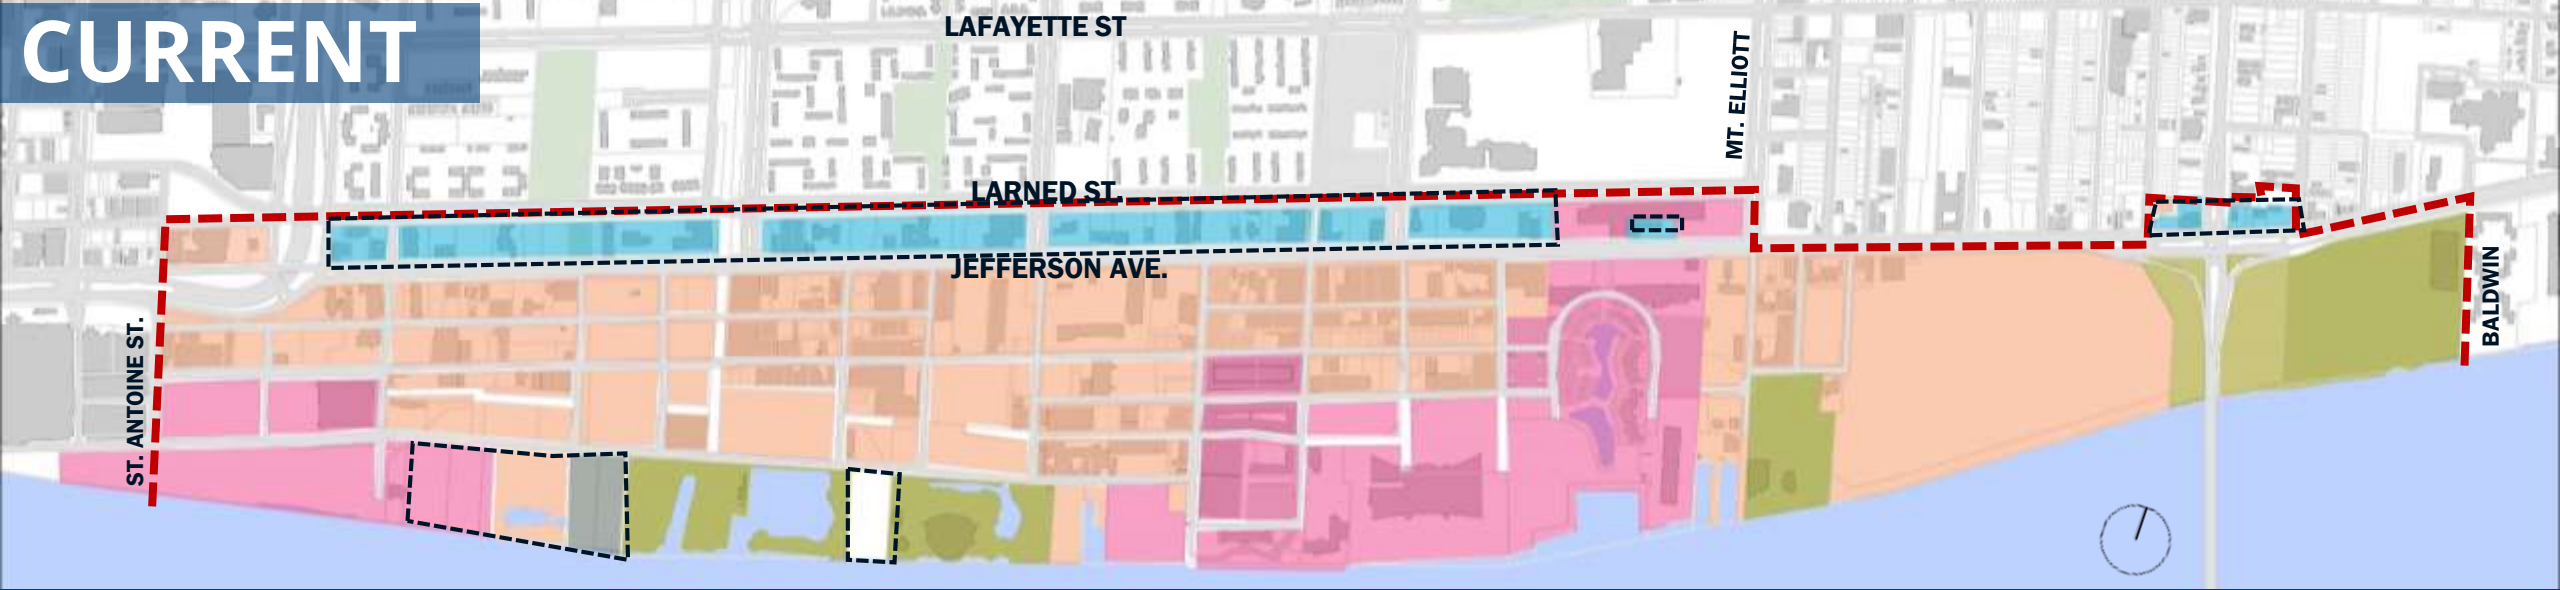 CURRENT
LAFAYETTE ST
MT. ELLIOTT
LARNED ST.
JEFFERSON AVE.
ST. ANTOINE ST.
BALDWIN